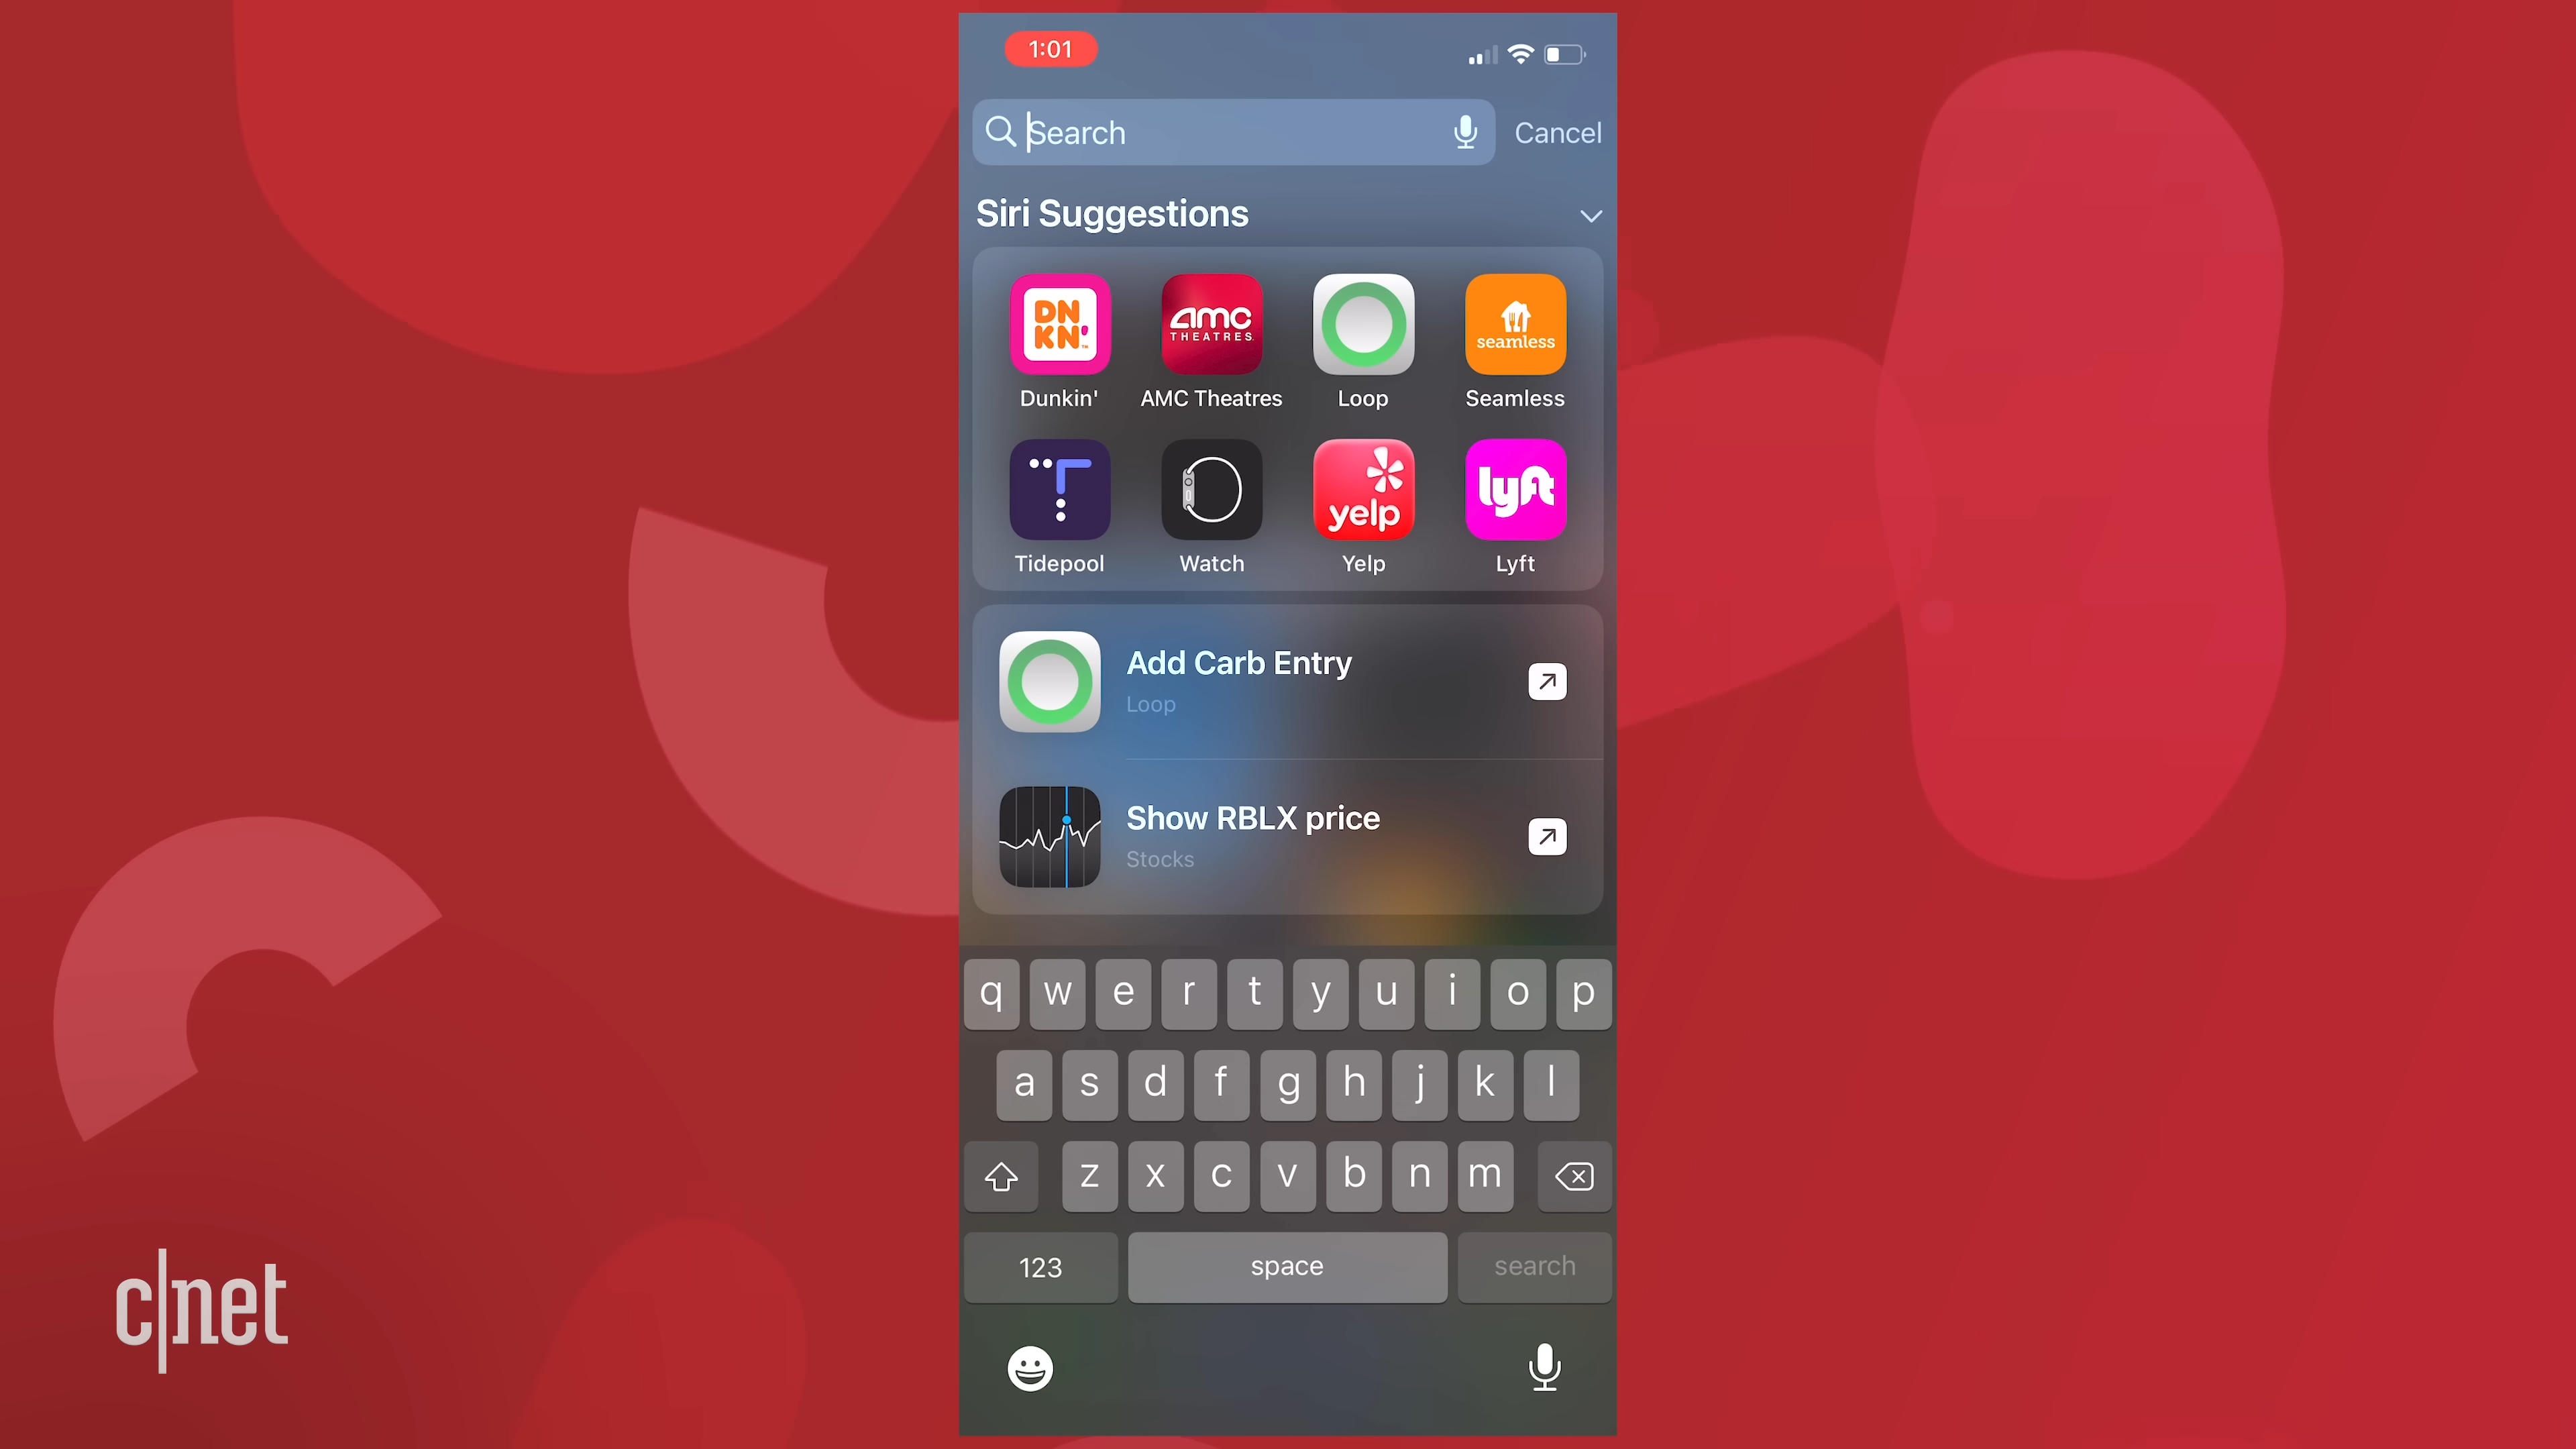 1:01
Search
Cancel
Siri Suggestions
DN
KN'
AMC
THEATRES
seamless
Dunkin'
AMC Theatres
Loop
Seamless
yelp
lyft
Tidepool
Watch
Yelp
Lyft
Add Carb Entry
Loop
Show RBLX price
Stocks
q w e r t y u i o p
a s d f g h j k l
z x c v b n m
123
space
search
c|net